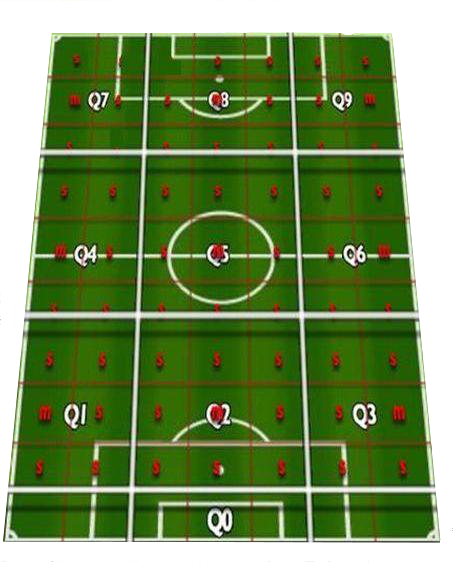 s s s s s
m Q7 s s Q8 s s Q9 m
s s s s s s s
m Q4 s s Q5 s s Q6 m
s s s s s s s
m Q1 s s Q2 s s Q3 m
s s s s s s s
Q0